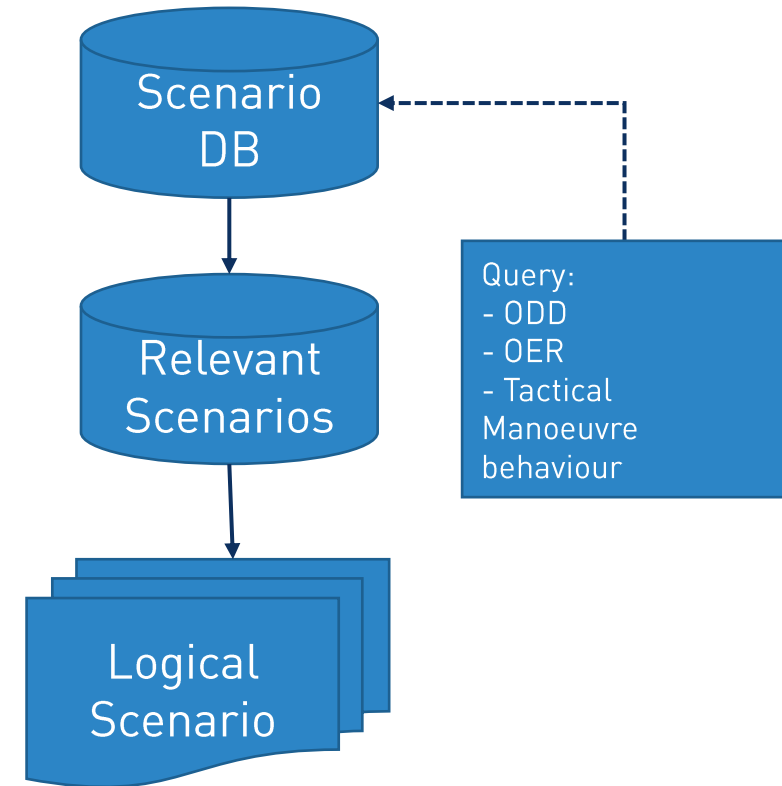 Scenario
DB
Query:
- ODD
- OER
- Tactical
Manoeuvre
behaviour
Relevant
Scenarios
Logical
Scenario